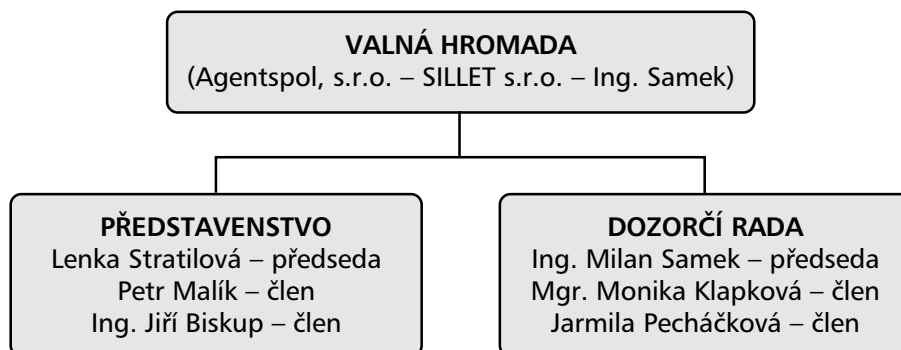 VALNÁ HROMADA
(Agentspol, s.r.o. – SILLET s.r.o. – Ing. Samek)
PŘEDSTAVENSTVO
Lenka Stratilová – předseda
Petr Malík – člen
Ing. Jiří Biskup – člen
DOZORČÍ RADA
Ing. Milan Samek – předseda
Mgr. Monika Klapková – člen
Jarmila Pecháčková – člen